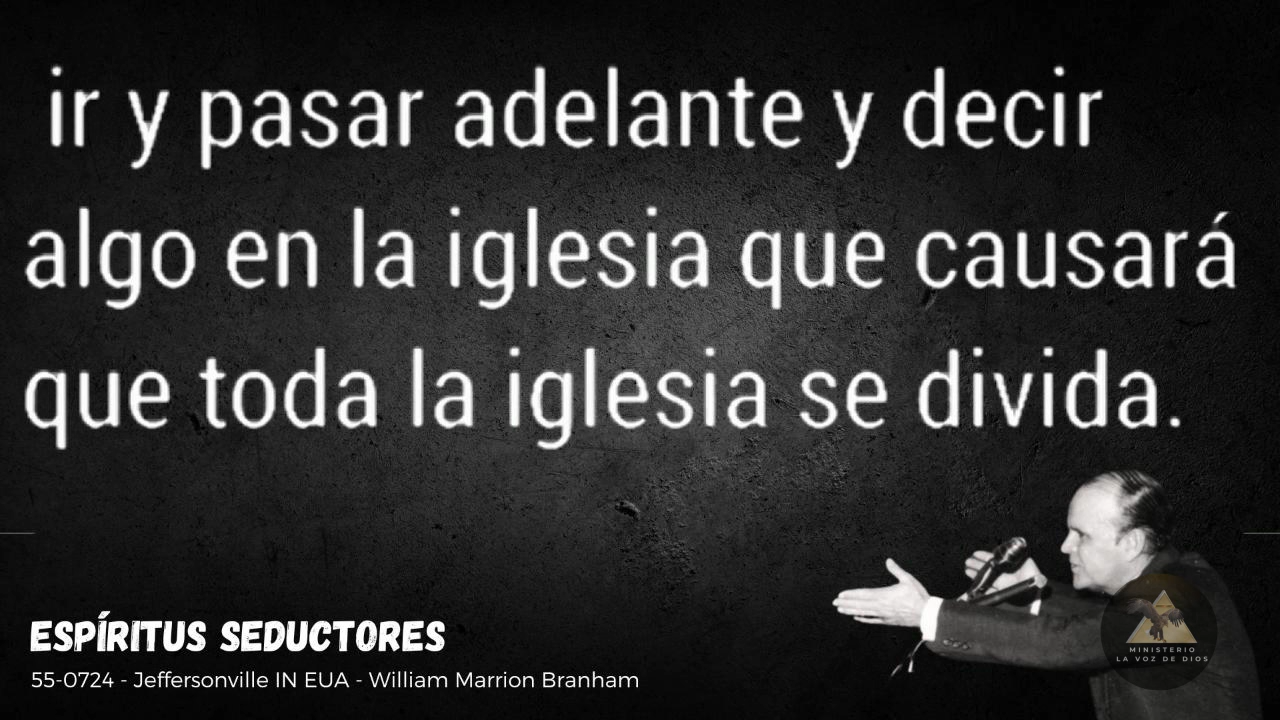 ir y pasar adelante y decir
algo en la iglesia que causará
que toda la iglesia se divida.
ESPÍRITUS SEDUCTORES
55-0724 - Jeffersonville IN EUA - William Marrion Branham
MINISTERIO
LA VOZ DE DIOS